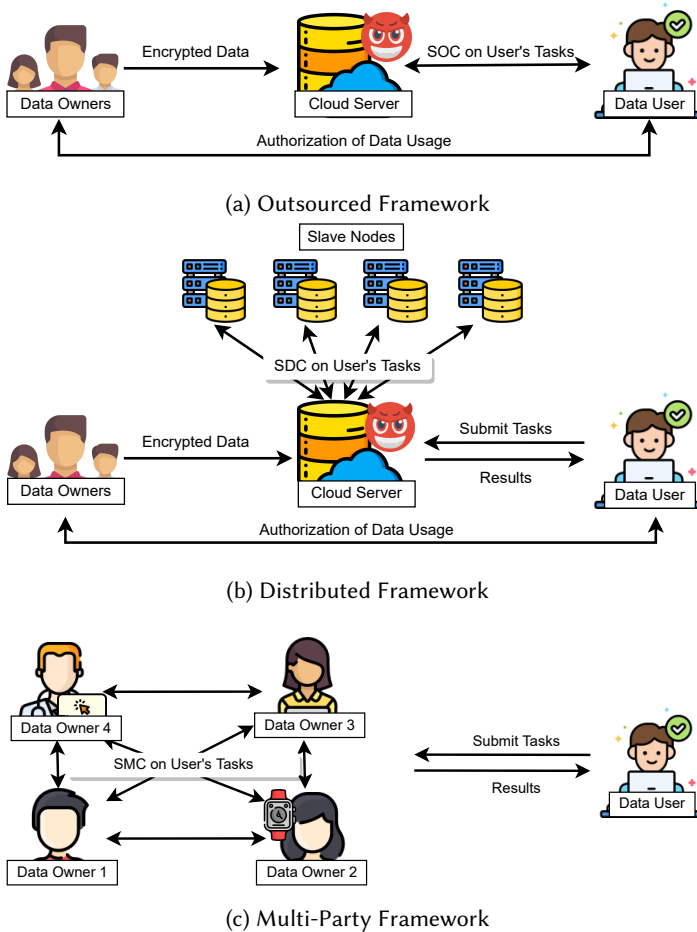 Encrypted Data
SOC on User's Tasks
Data Owners
Cloud Server
Data User
Authorization of Data Usage
(a) Outsourced Framework
Slave Nodes
SDC on User's Tasks
Encrypted Data
Submit Tasks
Results
Data Owners
Cloud Server
Data User
Authorization of Data Usage
(b) Distributed Framework
Data Owner 4
Data Owner 3
SMC on User's Tasks
Submit Tasks
Results
Data User
Data Owner 1
Data Owner 2
(c) Multi-Party Framework